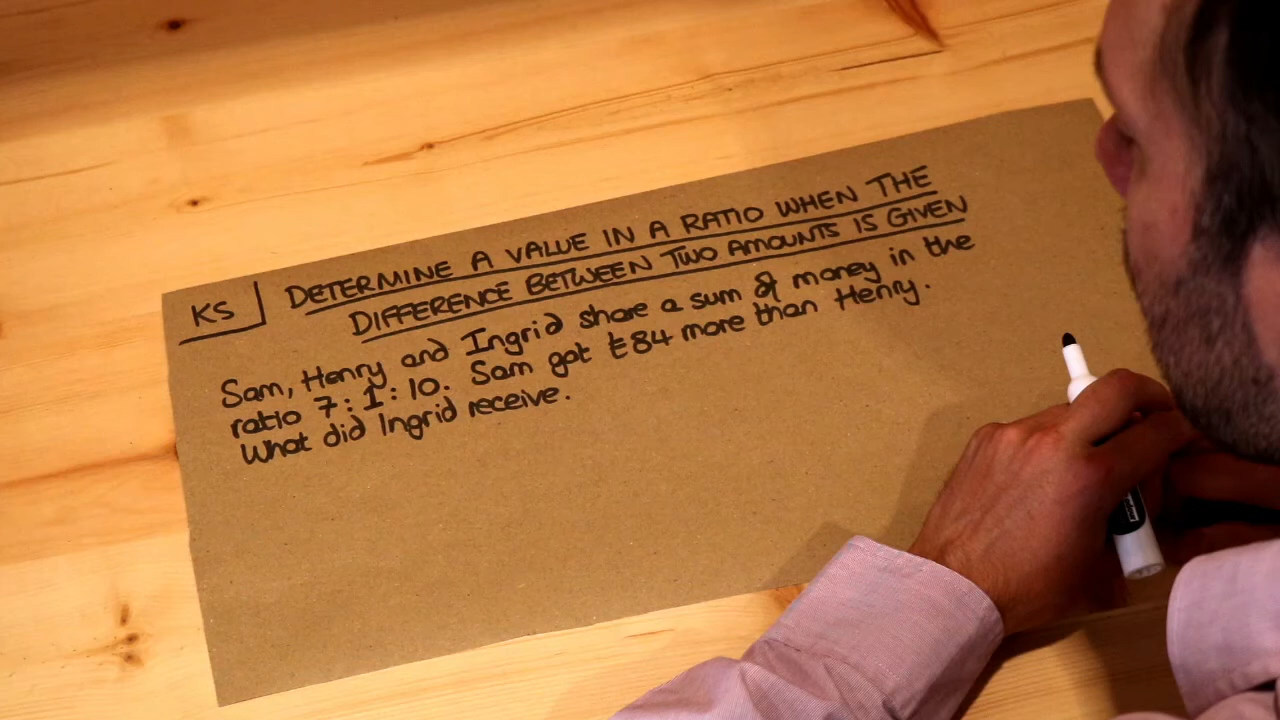 KS
DETERMINE A VALUE IN A RATIO WHEN THE
DIFFERENCE BETWEEN TWO AMOUNTS IS GIVEN
Sam, Henry and Ingrid share a sum of money in the
ratio 7:1:10. Sam got £84 more than Henry.
What did Ingrid receive.